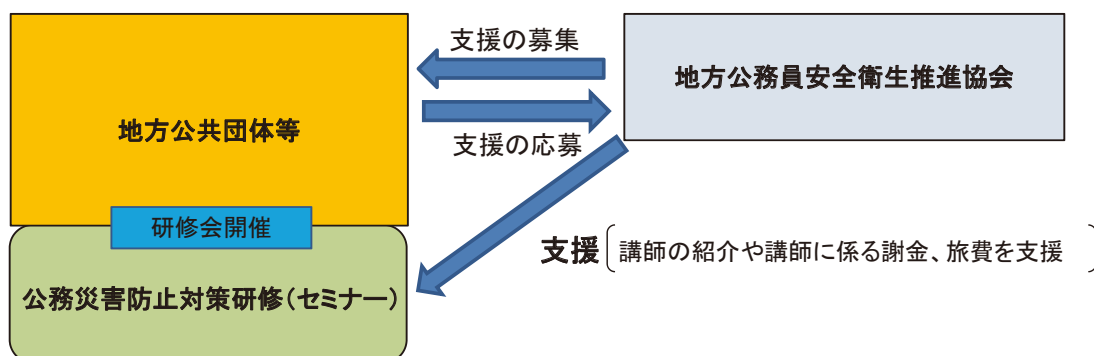 支援の募集
地方公務員安全衛生推進協会
地方公共団体等
支援の応募
研修会開催
支援 講師の紹介や講師に係る謝金、旅費を支援
公務災害防止対策研修(セミナー)